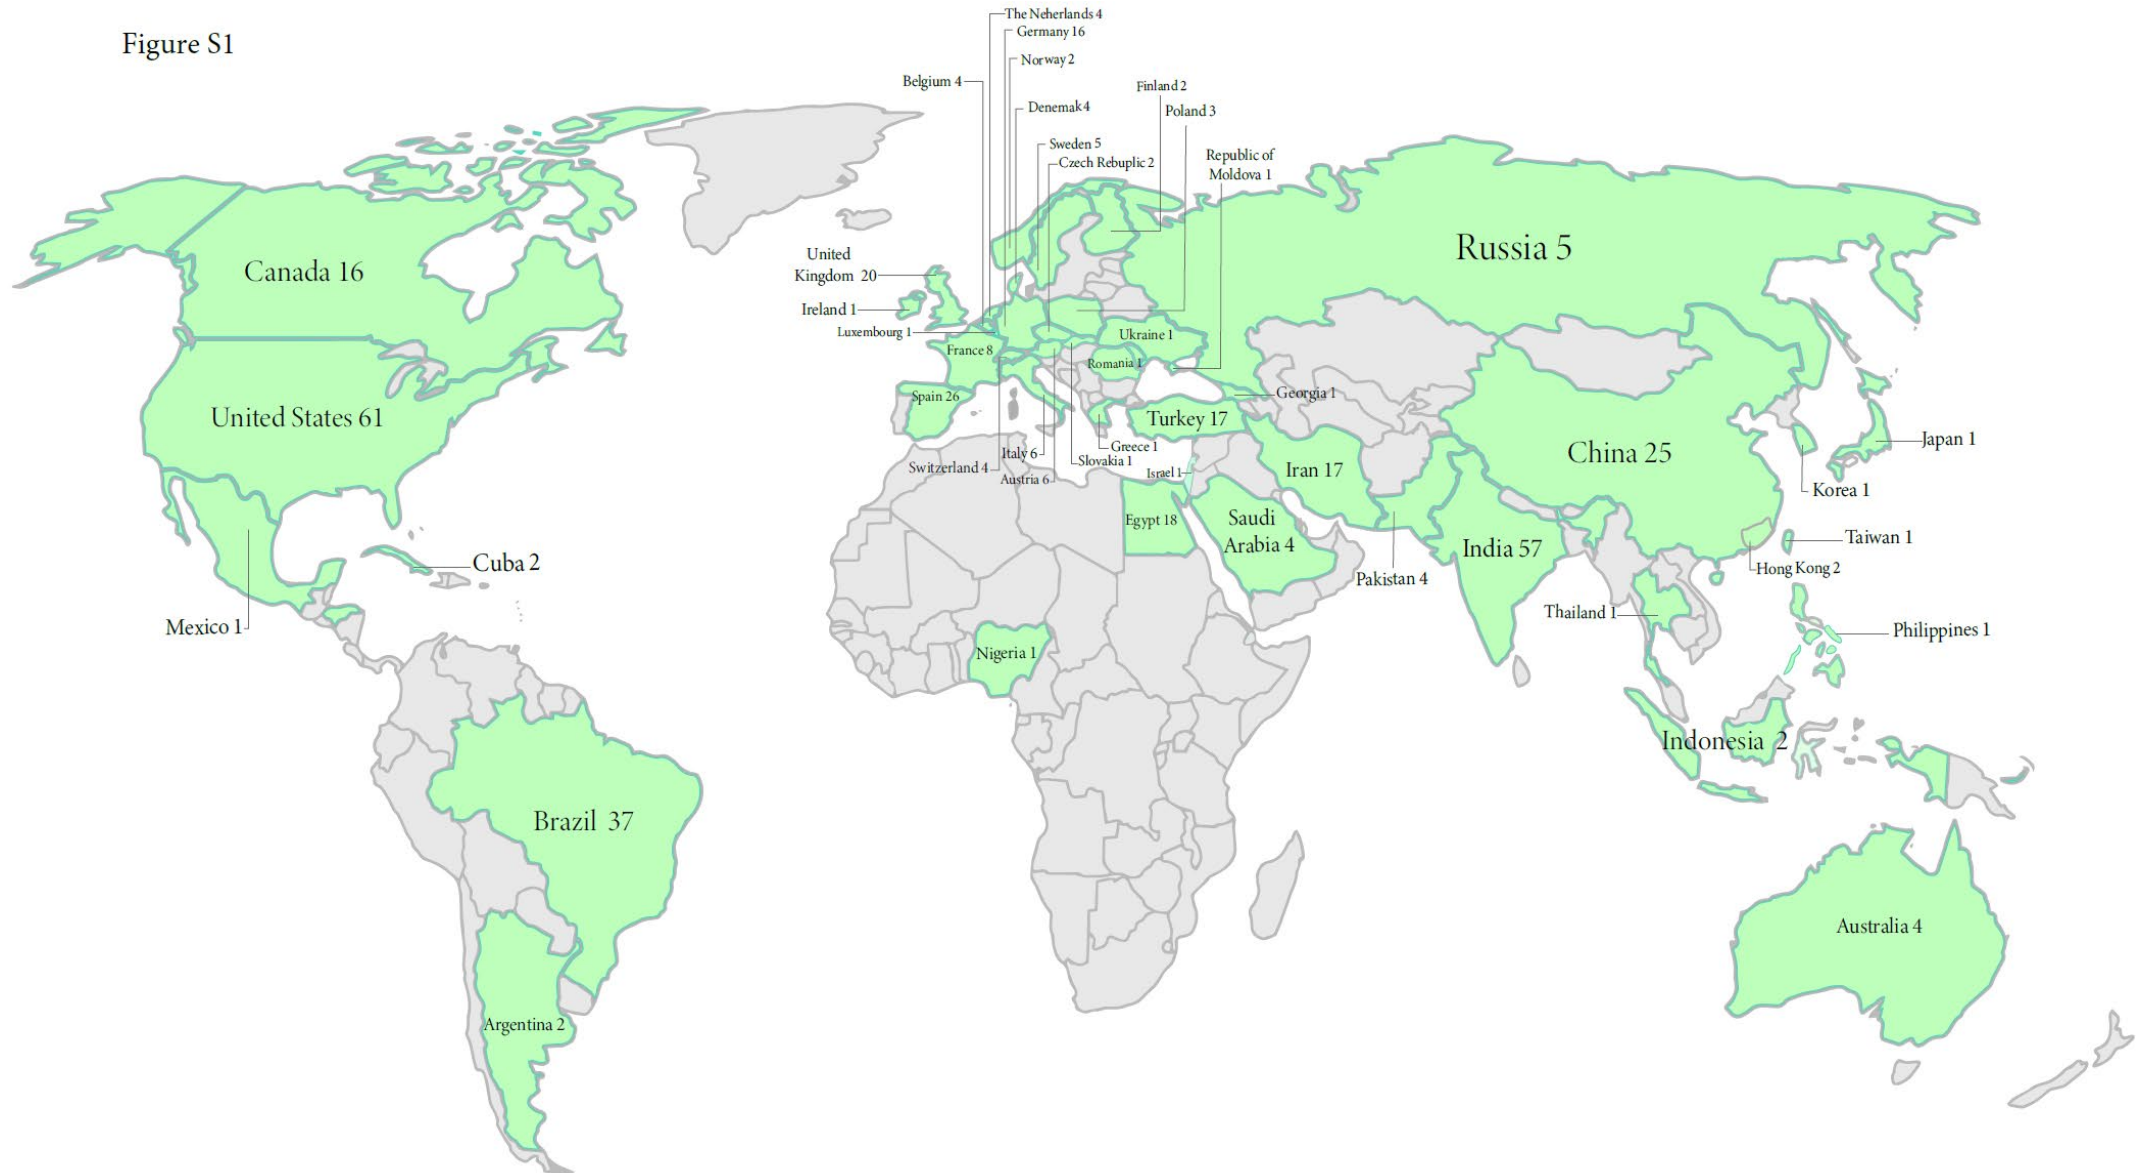 Figure S1
The Neherlands 4
Germany 16
Norway 2
Belgium 4
Finland 2
Denemak 4
Poland 3
Sweden 5
Czech Rebuplic 2
Republic of
Moldova 1
United
Kingdom 20
Ireland 1
Luxembourg 1
France 8
Ukraine 1
Romania 1
Spain 26
Georgia 1
Turkey 17
Greece 1
Italy 6
Slovakia 1
Switzerland 4
Austria 6
Israel 1
Canada 16
Russia 5
United States 61
China 25
Japan 1
Iran 17
Korea 1
Egypt 18
Saudi
Arabia 4
India 57
Taiwan 1
Hong Kong 2
Pakistan 4
Cuba 2
Mexico 1
Thailand 1
Philippines 1
Nigeria 1
Indonesia 2
Brazil 37
Australia 4
Argentina 2